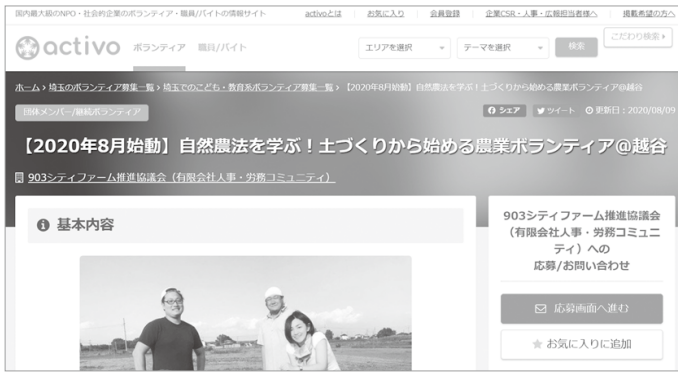 国内最大級のNPO・社会的企業のボランティア・職員/バイトの情報サイト
activoとは
お気に入り
会員登録
企業CSR・人事・広報担当者様へ
掲載希望の方へ
activo
ボランティア
職員/バイト
エリアを選択
テーマを選択
検索
こだわり検索
ホーム › 埼玉のボランティア募集一覧 › 埼玉でのこども・教育系ボランティア募集一覧 › 【2020年8月始動】自然農法を学ぶ！土づくりから始める農業ボランティア@越谷
団体メンバー/継続ボランティア
シェア
ツイート
更新日：2020/08/09
【2020年8月始動】自然農法を学ぶ！土づくりから始める農業ボランティア@越谷
903シティファーム推進協議会（有限会社人事・労務コミュニティ）
基本内容
903シティファーム推進協議会
（有限会社人事・労務コミュニ
ティ）への
応募/お問い合わせ
応募画面へ進む
お気に入りに追加